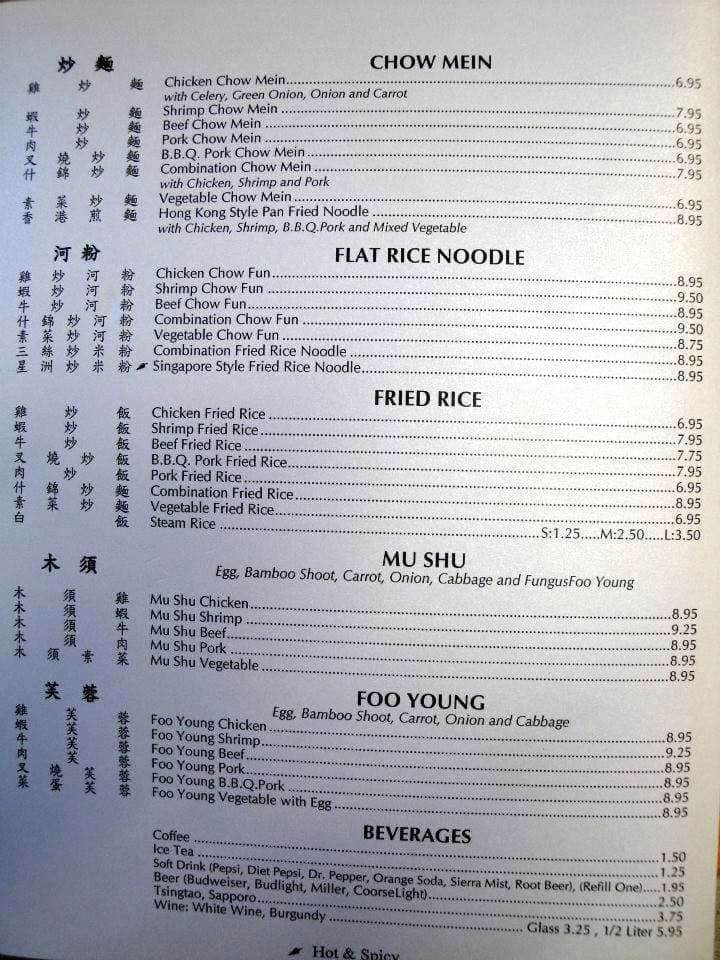 炒麵 CHOW MEIN
雞炒麵 Chicken Chow Mein 6.95
with Celery, Green Onion, Onion and Carrot
蝦炒麵 Shrimp Chow Mein 7.95
牛炒麵 Beef Chow Mein 6.95
肉炒麵 Pork Chow Mein 6.95
叉燒炒麵 B.B.Q. Pork Chow Mein 6.95
什錦炒麵 Combination Chow Mein 7.95
with Chicken, Shrimp and Pork
素菜炒麵 Vegetable Chow Mein 6.95
香港煎麵 Hong Kong Style Pan Fried Noodle 8.95
with Chicken, Shrimp, B.B.Q.Pork and Mixed Vegetable
河粉 FLAT RICE NOODLE
雞炒河粉 Chicken Chow Fun 8.95
蝦炒河粉 Shrimp Chow Fun 9.50
牛炒河粉 Beef Chow Fun 8.95
什錦炒河粉 Combination Chow Fun 9.50
素菜炒河粉 Vegetable Chow Fun 8.75
三絲炒米粉 Combination Fried Rice Noodle 8.95
星洲炒米粉 Singapore Style Fried Rice Noodle 8.95
FRIED RICE
雞炒飯 Chicken Fried Rice 6.95
蝦炒飯 Shrimp Fried Rice 7.95
牛炒飯 Beef Fried Rice 7.75
叉燒炒飯 B.B.Q. Pork Fried Rice 7.95
肉炒飯 Pork Fried Rice 6.95
什錦炒麵 Combination Fried Rice 8.95
素菜炒麵 Vegetable Fried Rice 6.95
白飯 Steam Rice S:1.25.....M:2.50.....L:3.50
木須 MU SHU
Egg, Bamboo Shoot, Carrot, Onion, Cabbage and FungusFoo Young
木須雞 Mu Shu Chicken 8.95
木須蝦 Mu Shu Shrimp 9.25
木須牛 Mu Shu Beef 8.95
木須肉 Mu Shu Pork 8.95
木須素菜 Mu Shu Vegetable 8.95
芙蓉 FOO YOUNG
Egg, Bamboo Shoot, Carrot, Onion and Cabbage
雞芙蓉 Foo Young Chicken 8.95
蝦芙蓉 Foo Young Shrimp 9.25
牛芙蓉 Foo Young Beef 8.95
肉芙蓉 Foo Young Pork 8.95
叉燒芙蓉 Foo Young B.B.Q.Pork 8.95
菜蛋芙蓉 Foo Young Vegetable with Egg 8.95
BEVERAGES
Coffee 1.50
Ice Tea 1.25
Soft Drink (Pepsi, Diet Pepsi, Dr. Pepper, Orange Soda, Sierra Mist, Root Beer), (Refill One) 1.95
Beer (Budweiser, Budlight, Miller, CoorseLight) 2.50
Tsingtao, Sapporo 3.75
Wine: White Wine, Burgundy Glass 3.25 , 1/2 Liter 5.95
Hot & Spicy